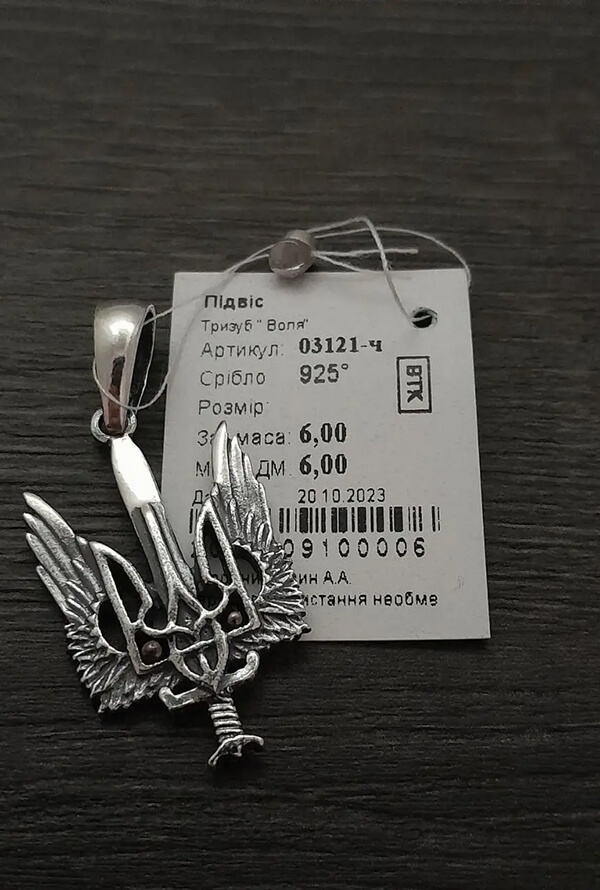 Підвіс
Тризуб " Воля"
Артикул: 03121-ч
Срібло 925°
ВТК
Розмір:
маса: 6,00
ДМ 6,00
20.10.2023
09100006
А.А.
необме